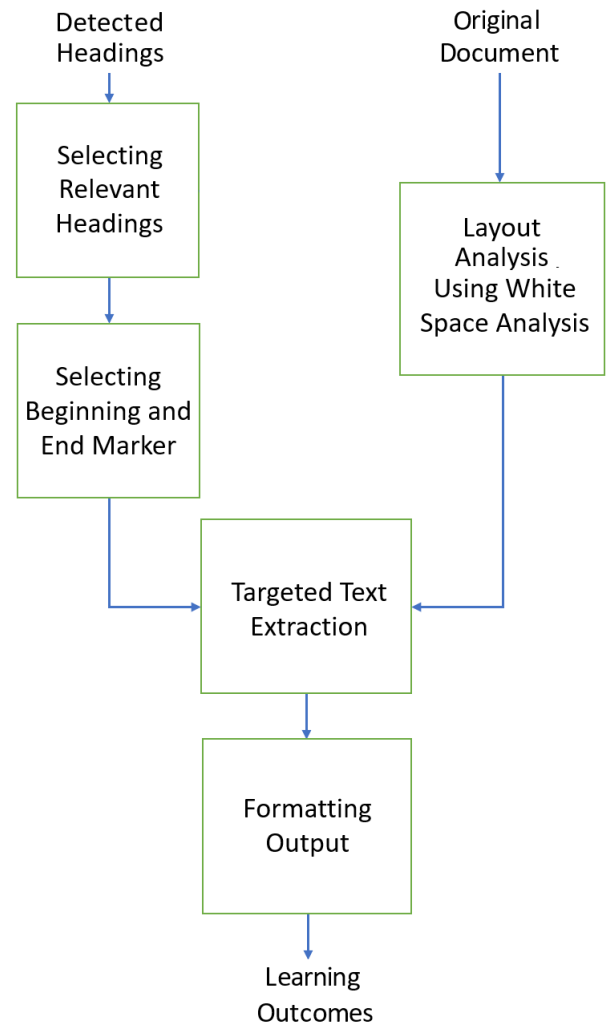 Detected
Headings
Original
Document
Selecting
Relevant
Headings
Layout
Analysis
Using White
Space Analysis
Selecting
Beginning and
End Marker
Targeted Text
Extraction
Formatting
Output
Learning
Outcomes